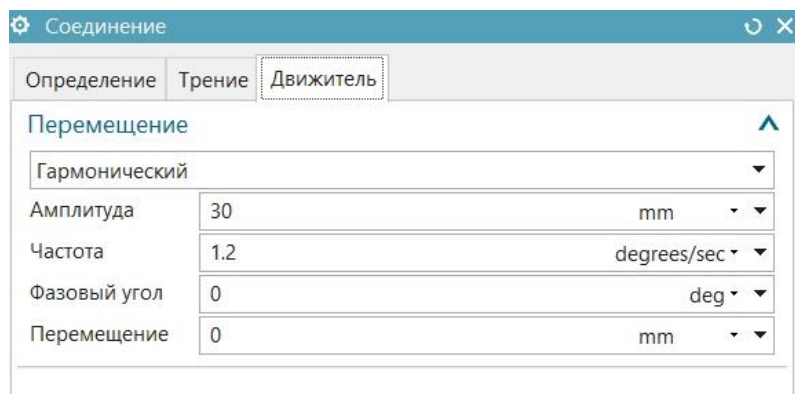 Соединение
Определение Трение Движитель
Перемещение
Гармонический
Амплитуда 30 mm
Частота 1.2 degrees/sec
Фазовый угол 0 deg
Перемещение 0 mm